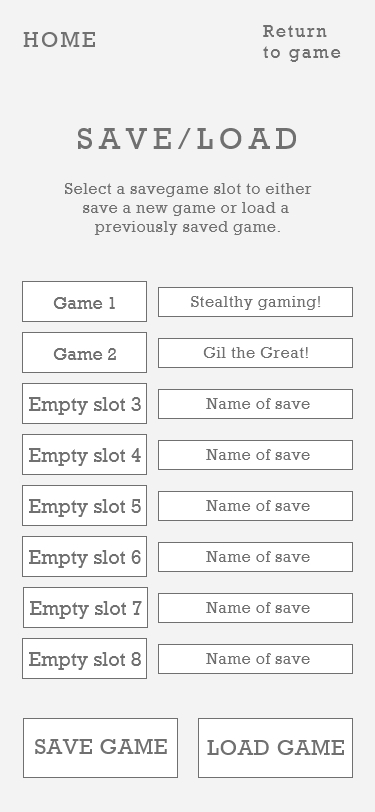 HOME
Return
to game
SAVE/LOAD
Select a savegame slot to either
save a new game or load a
previously saved game.
Game 1
Stealthy gaming!
Game 2
Gil the Great!
Empty slot 3
Name of save
Empty slot 4
Name of save
Empty slot 5
Name of save
Empty slot 6
Name of save
Empty slot 7
Name of save
Empty slot 8
Name of save
SAVE GAME
LOAD GAME